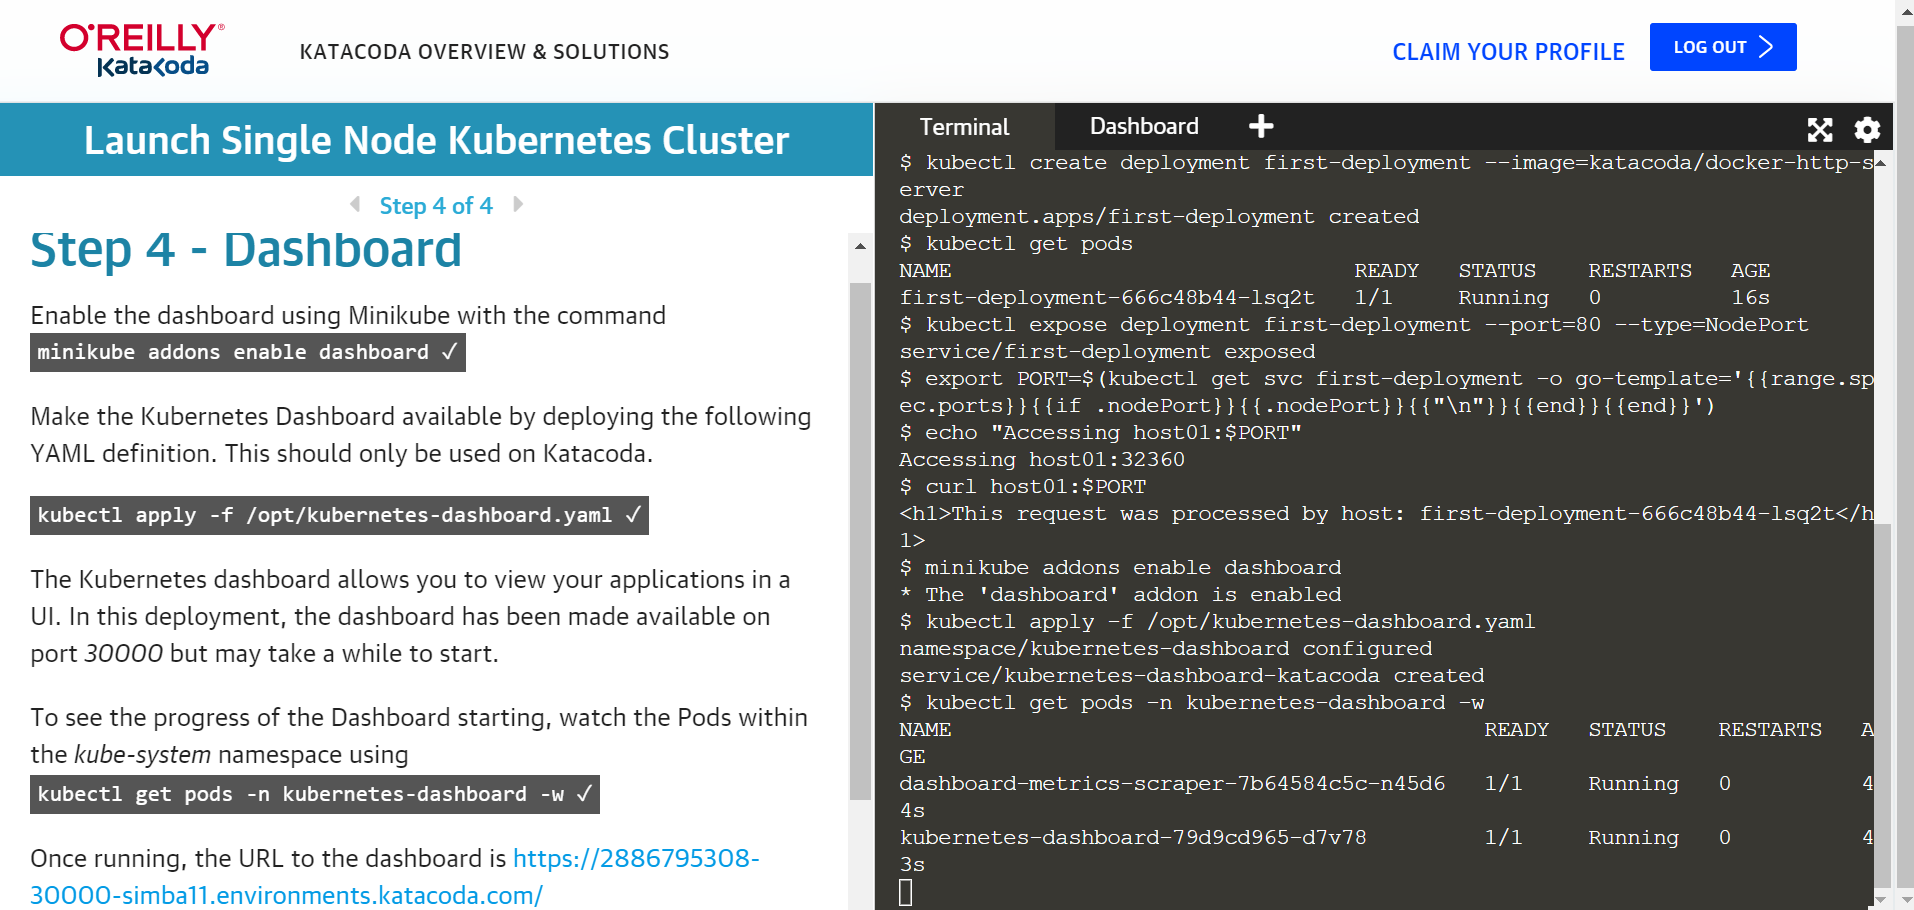 O'REILLY®
Katacoda
KATACODA OVERVIEW & SOLUTIONS
CLAIM YOUR PROFILE
LOG OUT
Launch Single Node Kubernetes Cluster
Step 4 of 4
Step 4 - Dashboard
Enable the dashboard using Minikube with the command
minikube addons enable dashboard ✓
Make the Kubernetes Dashboard available by deploying the following
YAML definition. This should only be used on Katacoda.
kubectl apply -f /opt/kubernetes-dashboard.yaml ✓
The Kubernetes dashboard allows you to view your applications in a
UI. In this deployment, the dashboard has been made available on
port 30000 but may take a while to start.
To see the progress of the Dashboard starting, watch the Pods within
the kube-system namespace using
kubectl get pods -n kubernetes-dashboard -w ✓
Once running, the URL to the dashboard is https://2886795308-
30000-simba11.environments.katacoda.com/
Terminal
Dashboard
$ kubectl create deployment first-deployment --image=katacoda/docker-http-s
erver
deployment.apps/first-deployment created
$ kubectl get pods
NAME READY STATUS RESTARTS AGE
first-deployment-666c48b44-lsq2t 1/1 Running 0 16s
$ kubectl expose deployment first-deployment --port=80 --type=NodePort
service/first-deployment exposed
$ export PORT=$(kubectl get svc first-deployment -o go-template='{{range.sp
ec.ports}}{{if .nodePort}}{{.nodePort}}{{"\n"}}{{end}}{{end}}')
$ echo "Accessing host01:$PORT"
Accessing host01:32360
$ curl host01:$PORT
<h1>This request was processed by host: first-deployment-666c48b44-lsq2t</h
1>
$ minikube addons enable dashboard
* The 'dashboard' addon is enabled
$ kubectl apply -f /opt/kubernetes-dashboard.yaml
namespace/kubernetes-dashboard configured
service/kubernetes-dashboard-katacoda created
$ kubectl get pods -n kubernetes-dashboard -w
NAME READY STATUS RESTARTS A
GE
dashboard-metrics-scraper-7b64584c5c-n45d6 1/1 Running 0 4
4s
kubernetes-dashboard-79d9cd965-d7v78 1/1 Running 0 4
3s